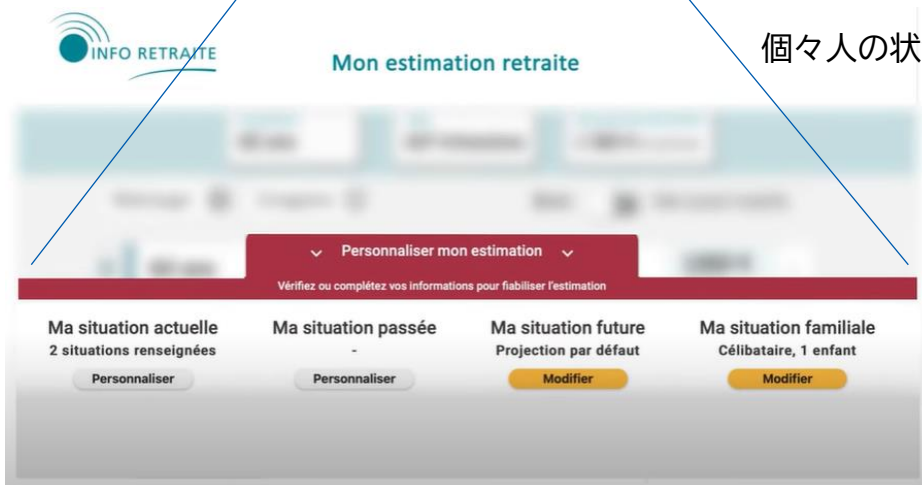 INFO RETRAITE
Mon estimation retraite
個々人の状
Personnaliser mon estimation
Vérifiez ou complétez vos informations pour fiabiliser l'estimation
Ma situation actuelle
2 situations renseignées
Personnaliser
Ma situation passée
-
Personnaliser
Ma situation future
Projection par défaut
Modifier
Ma situation familiale
Célibataire, 1 enfant
Modifier